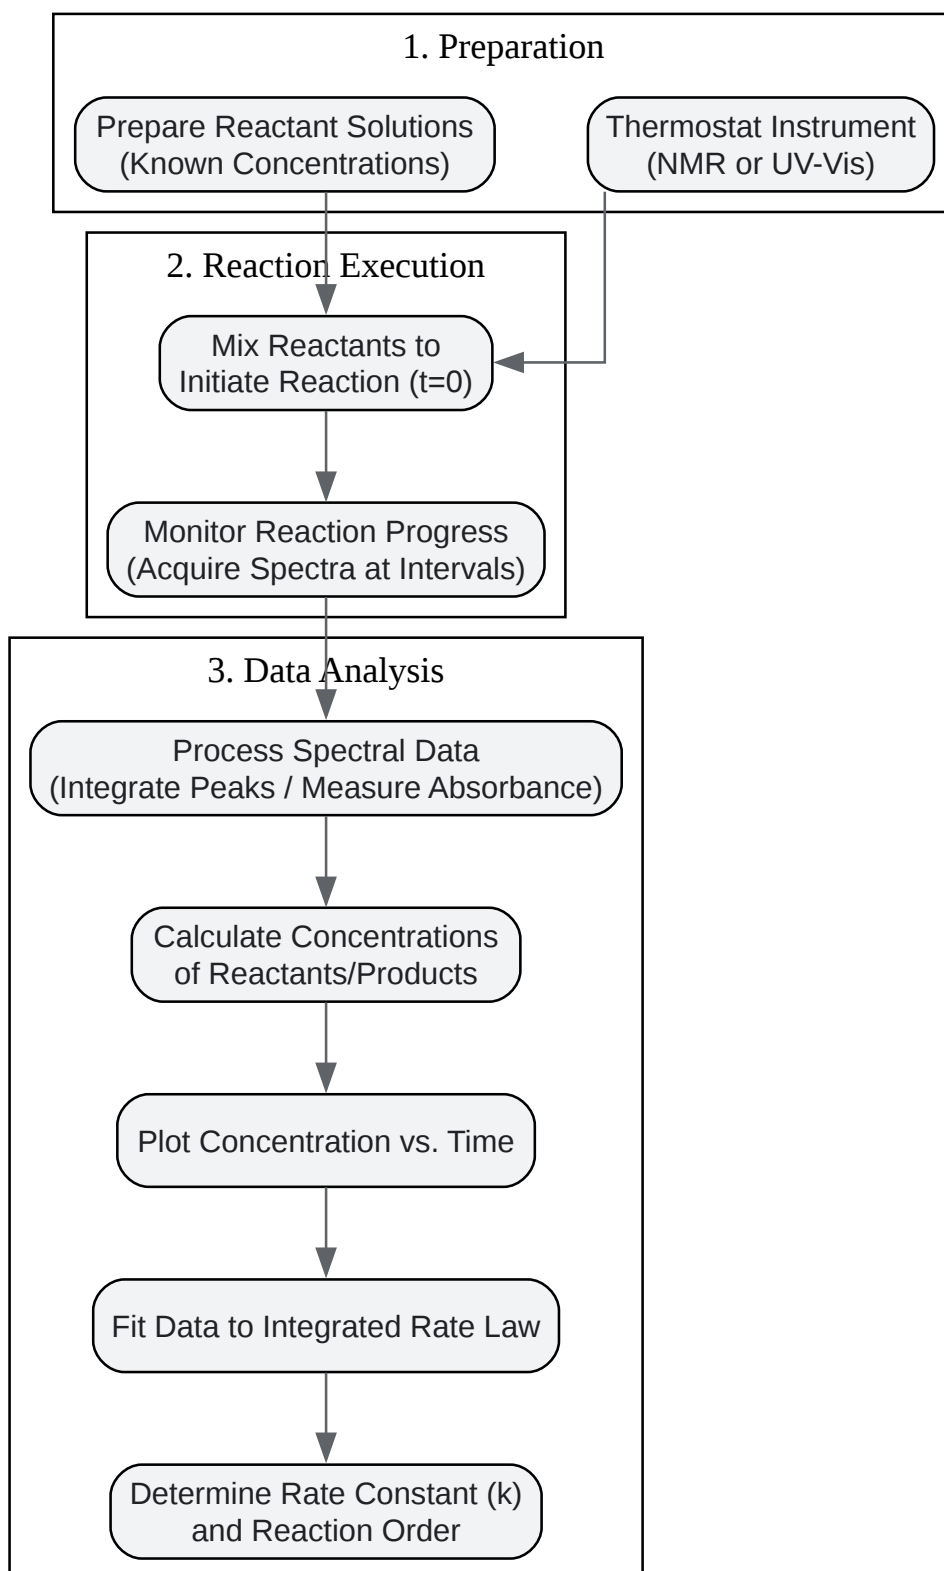 1. Preparation
Prepare Reactant Solutions
(Known Concentrations)
Thermostat Instrument
(NMR or UV-Vis)
2. Reaction Execution
Mix Reactants to
Initiate Reaction (t=0)
Monitor Reaction Progress
(Acquire Spectra at Intervals)
3. Data Analysis
Process Spectral Data
(Integrate Peaks / Measure Absorbance)
Calculate Concentrations
of Reactants/Products
Plot Concentration vs. Time
Fit Data to Integrated Rate Law
Determine Rate Constant (k)
and Reaction Order